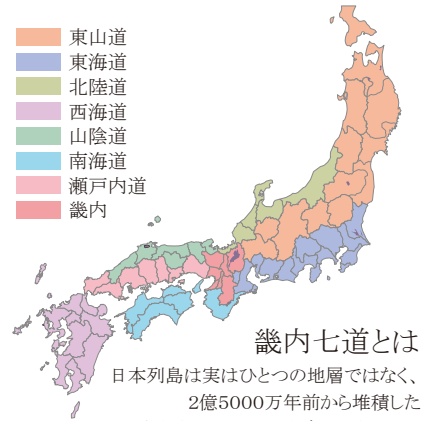 東山道
東海道
北陸道
西海道
山陰道
南海道
瀬戸内道
畿内
畿内七道とは
日本列島は実はひとつの地層ではなく、
2億5000万年前から堆積した